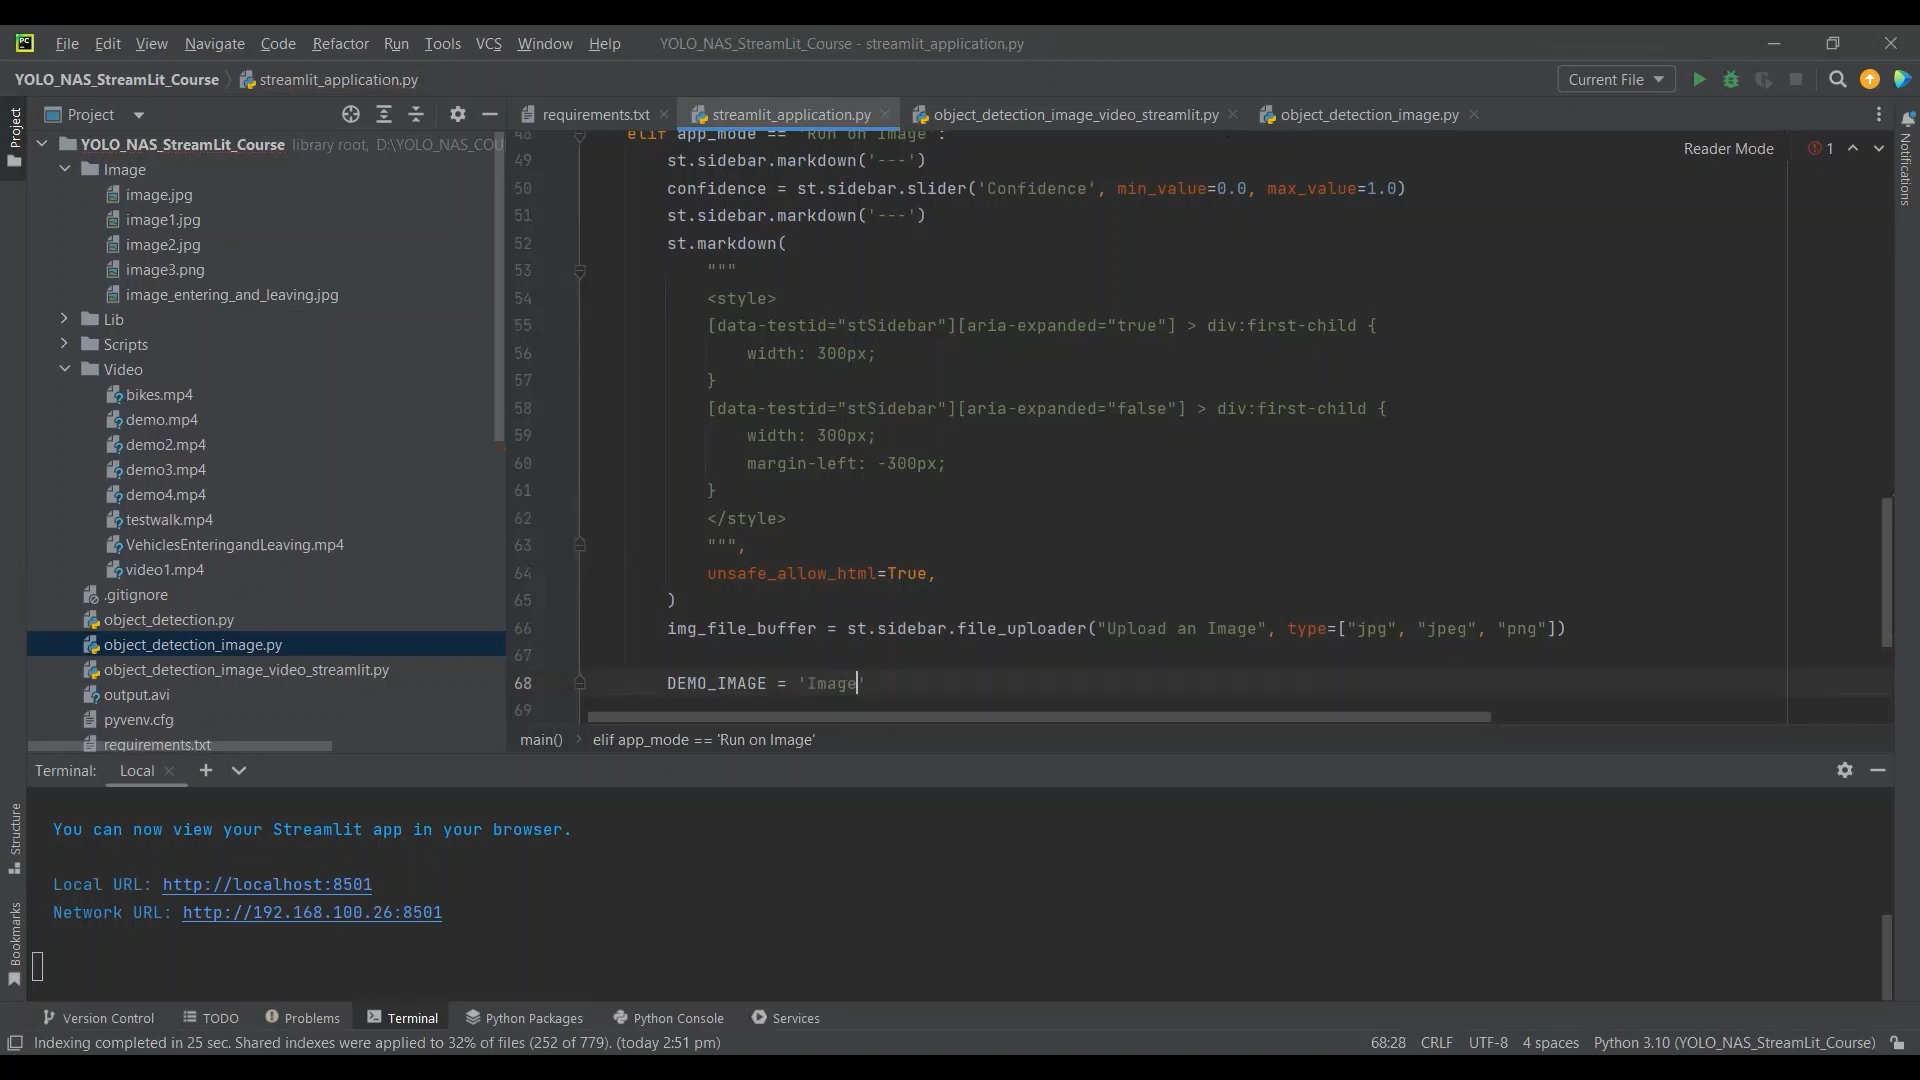 PC File Edit View Navigate Code Refactor Run Tools VCS Window Help YOLO_NAS_StreamLit_Course - streamlit_application.py
YOLO_NAS_StreamLit_Course streamlit_application.py Current File
Project
Project
requirements.txt streamlit_application.py object_detection_image_video_streamlit.py object_detection_image.py
Notifications
YOLO_NAS_StreamLit_Course library root, D:\YOLO_NAS_COU
Image
image.jpg
image1.jpg
image2.jpg
image3.png
image_entering_and_leaving.jpg
Lib
Scripts
Video
bikes.mp4
demo.mp4
demo2.mp4
demo3.mp4
demo4.mp4
testwalk.mp4
VehiclesEnteringandLeaving.mp4
video1.mp4
.gitignore
object_detection.py
object_detection_image.py
object_detection_image_video_streamlit.py
output.avi
pyvenv.cfg
requirements.txt
Reader Mode 1
48 elif app_mode == 'Run on Image':
49 st.sidebar.markdown('---')
50 confidence = st.sidebar.slider('Confidence', min_value=0.0, max_value=1.0)
51 st.sidebar.markdown('---')
52 st.markdown(
53 """
54 <style>
55 [data-testid="stSidebar"][aria-expanded="true"] > div:first-child {
56 width: 300px;
57 }
58 [data-testid="stSidebar"][aria-expanded="false"] > div:first-child {
59 width: 300px;
60 margin-left: -300px;
61 }
62 </style>
63 """,
64 unsafe_allow_html=True,
65 )
66 img_file_buffer = st.sidebar.file_uploader("Upload an Image", type=["jpg", "jpeg", "png"])
67
68 DEMO_IMAGE = 'Image'
69
main() elif app_mode == 'Run on Image'
Terminal: Local
You can now view your Streamlit app in your browser.
Local URL: http://localhost:8501
Network URL: http://192.168.100.26:8501
Structure
Bookmarks
Version Control TODO Problems Terminal Python Packages Python Console Services
Indexing completed in 25 sec. Shared indexes were applied to 32% of files (252 of 779). (today 2:51 pm) 68:28 CRLF UTF-8 4 spaces Python 3.10 (YOLO_NAS_StreamLit_Course)